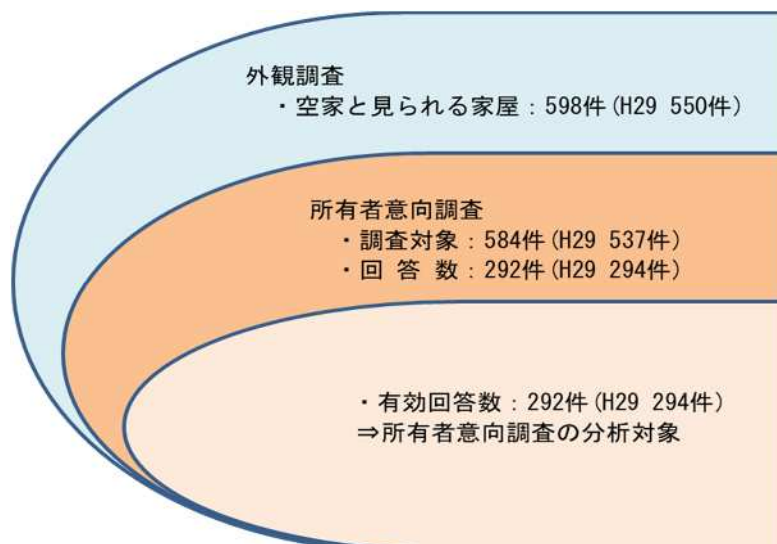 外観調査
・空家と見られる家屋：598件(H29 550件)
所有者意向調査
・調査対象：584件(H29 537件)
・回 答 数：292件(H29 294件)
・有効回答数：292件(H29 294件)
⇒所有者意向調査の分析対象